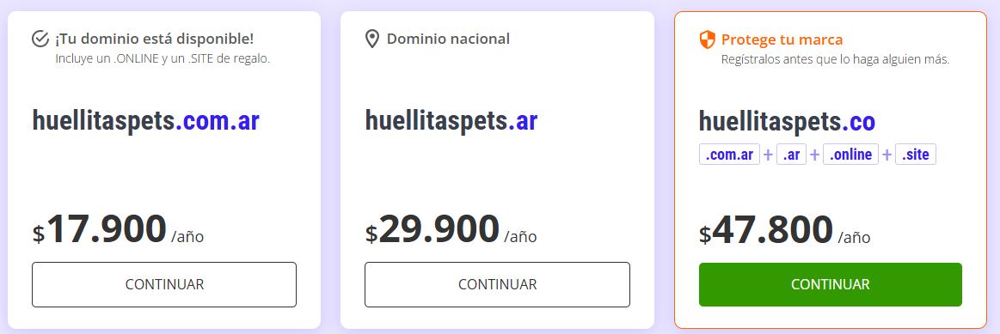 ¡Tu dominio está disponible!
Incluye un .ONLINE y un .SITE de regalo.
huellitaspets.com.ar
$17.900 /año
CONTINUAR
Dominio nacional
huellitaspets.ar
$29.900 /año
CONTINUAR
Protege tu marca
Regístralos antes que lo haga alguien más.
huellitaspets.co
.com.ar + .ar + .online + .site
$47.800 /año
CONTINUAR